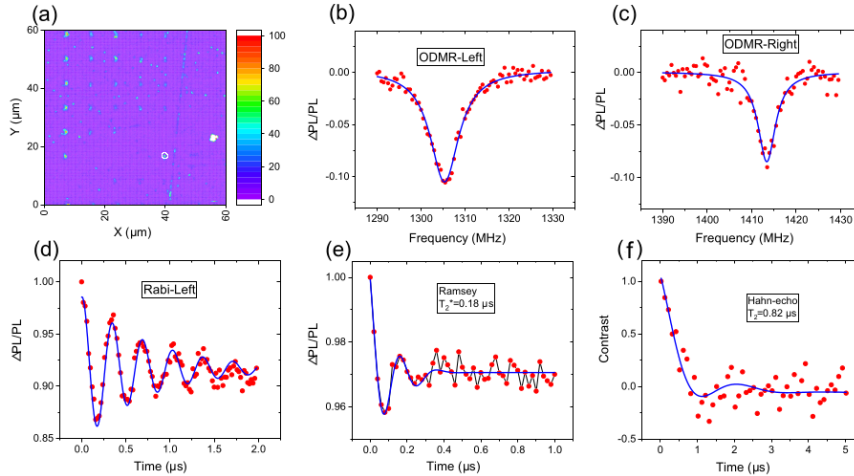 (a)
60
50
40
30
20
10
0
0
20
40
60
Y (μm)
X (μm)
100
80
60
40
20
0
(b)
ODMR-Left
0.00
-0.05
-0.10
1290
1300
1310
1320
1330
ΔPL/PL
Frequency (MHz)
(c)
ODMR-Right
0.00
-0.05
-0.10
1390
1400
1410
1420
1430
ΔPL/PL
Frequency (MHz)
(d)
Rabi-Left
1.00
0.95
0.90
0.85
0.0
0.5
1.0
1.5
2.0
ΔPL/PL
Time (μs)
(e)
Ramsey
T2*=0.18 μs
1.00
0.98
0.96
0.0
0.2
0.4
0.6
0.8
1.0
ΔPL/PL
Time (μs)
(f)
Hahn-echo
T2=0.82 μs
1.0
0.5
0.0
-0.5
0
1
2
3
4
5
Contrast
Time (μs)